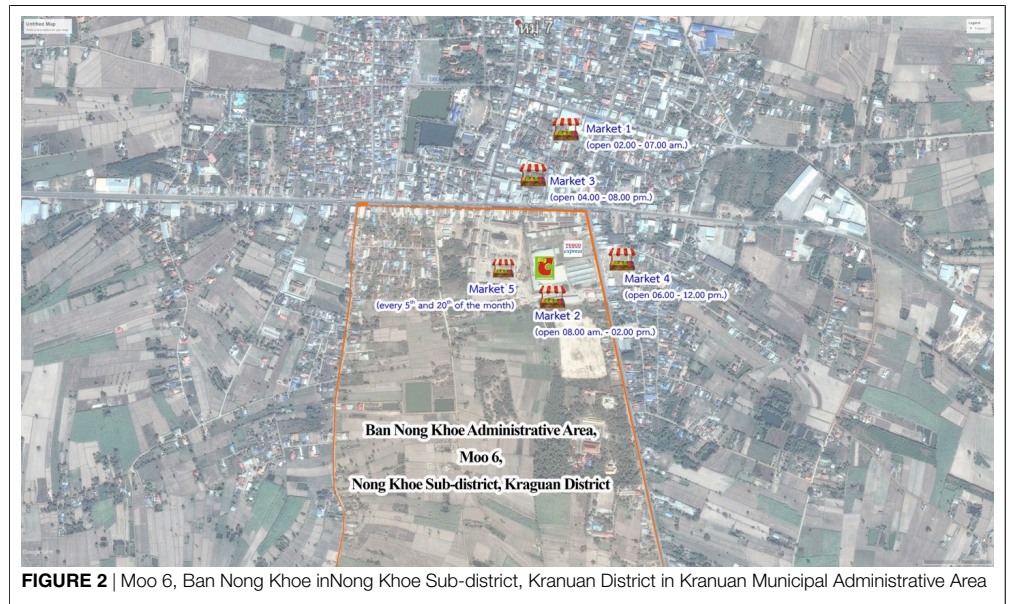 Untitled Map
Legend
หมู่ 7
Market 1
(open 02.00 - 07.00 am.)
Market 3
(open 04.00 - 08.00 pm.)
Market 4
(open 06.00 - 12.00 pm.)
Market 5
(every 5th and 20th of the month)
Market 2
(open 08.00 am. - 02.00 pm.)
Ban Nong Khoe Administrative Area,
Moo 6,
Nong Khoe Sub-district, Kraguan District
Google Earth
FIGURE 2 | Moo 6, Ban Nong Khoe inNong Khoe Sub-district, Kranuan District in Kranuan Municipal Administrative Area